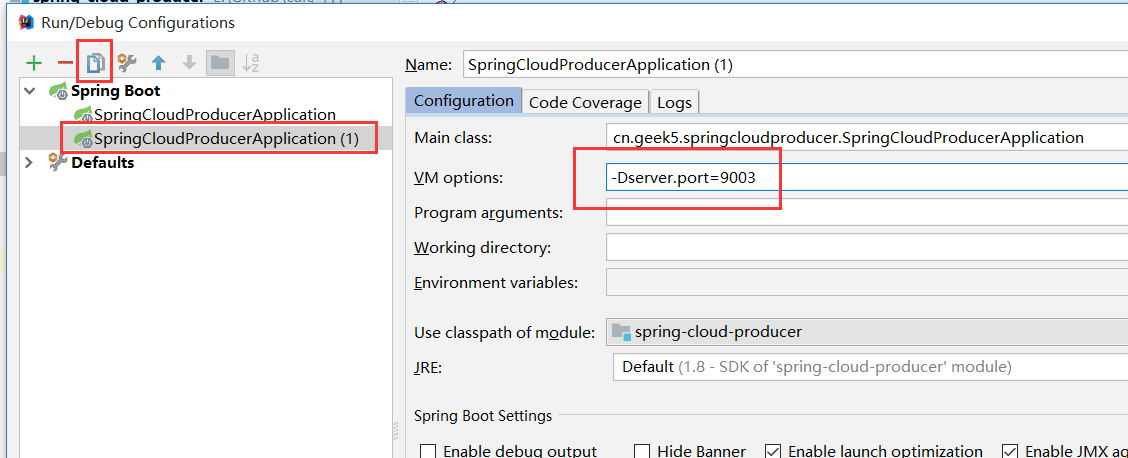 Run/Debug Configurations
Name: SpringCloudProducerApplication (1)
Spring Boot
SpringCloudProducerApplication
SpringCloudProducerApplication (1)
Defaults
Configuration Code Coverage Logs
Main class: cn.geek5.springcloudproducer.SpringCloudProducerApplication
VM options: -Dserver.port=9003
Program arguments:
Working directory:
Environment variables:
Use classpath of module: spring-cloud-producer
JRE: Default (1.8 - SDK of 'spring-cloud-producer' module)
Spring Boot Settings
Enable debug output Hide Banner Enable launch optimization Enable JMX